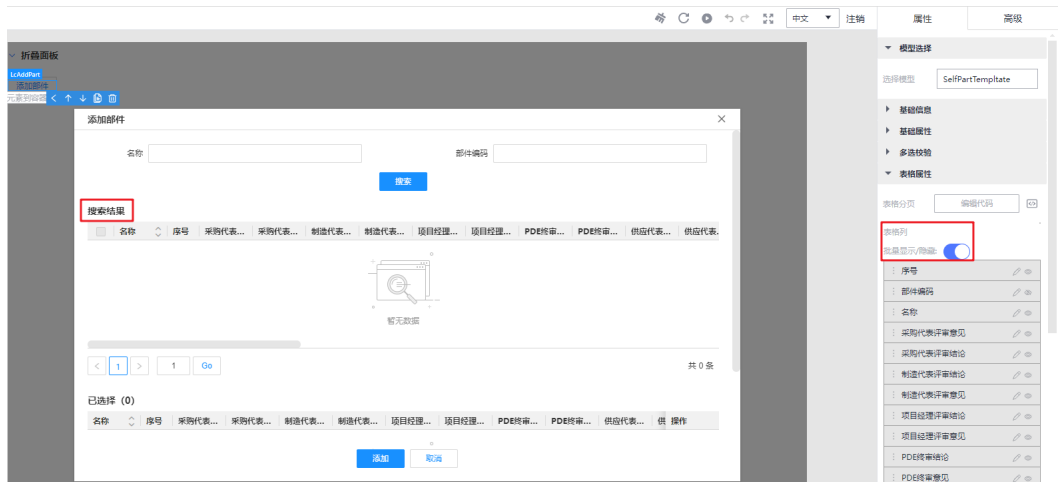 中文 ▼ 注销
属性 高级
折叠面板
LcAddPart
添加部件
元素到容器
添加部件
名称 部件编码
搜索
搜索结果
名称 序号 采购代表... 采购代表... 制造代表... 制造代表... 项目经理... 项目经理... PDE终审... PDE终审... 供应代表... 供应代表.
暂无数据
< 1 > 1 Go 共 0 条
已选择（0）
名称 序号 采购代表... 采购代表... 制造代表... 制造代表... 项目经理... 项目经理... PDE终审... PDE终审... 供应代表... 供 操作
添加 取消
模型选择
选择模型 SelfPartTempltate
基础信息
基础属性
多选校验
表格属性
表格分页 编辑代码
表格列
批量显示/隐藏:
序号
部件编码
名称
采购代表评审意见
采购代表评审结论
制造代表评审结论
制造代表评审意见
项目经理评审结论
项目经理评审意见
PDE终审结论
PDE终审意见